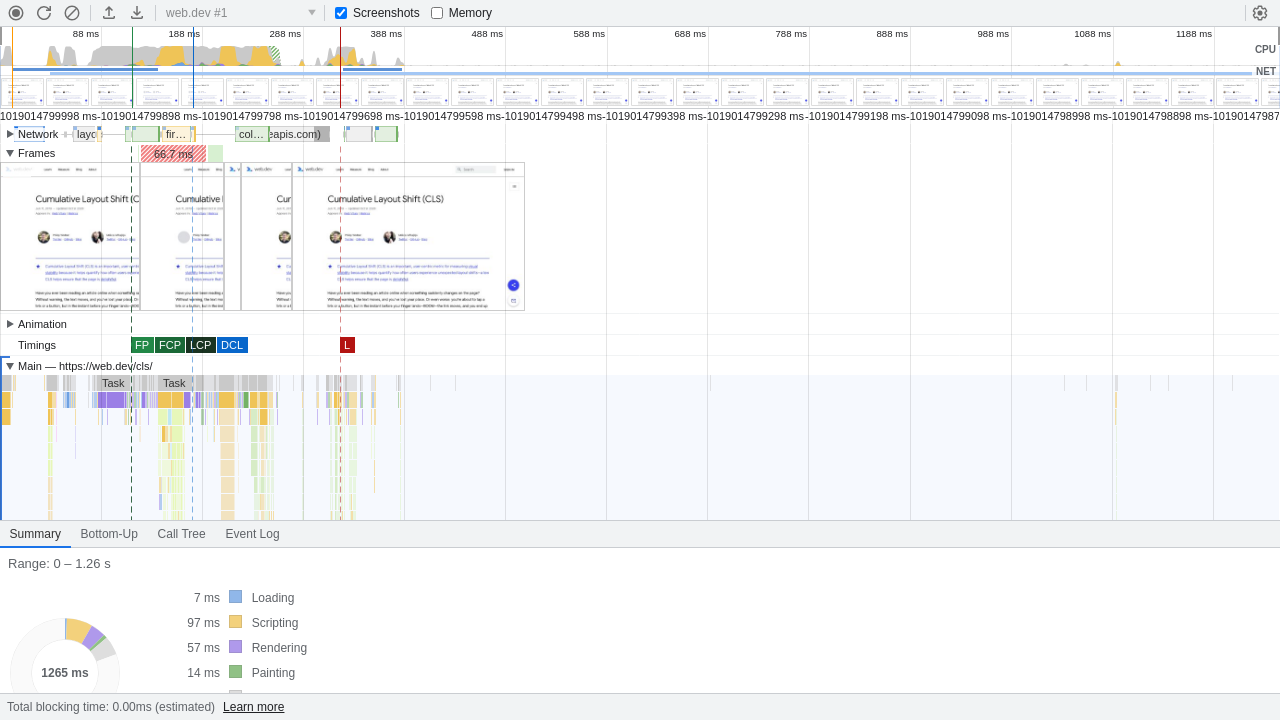 web.dev #1 Screenshots Memory
88 ms 188 ms 288 ms 388 ms 488 ms 588 ms 688 ms 788 ms 888 ms 988 ms 1088 ms 1188 ms
CPU
NET
-1019014799898 ms -1019014799798 ms -1019014799698 ms -1019014799598 ms -1019014799498 ms -1019014799398 ms -1019014799298 ms -1019014799198 ms -1019014799098 ms -1019014798998 ms -1019014798898 ms
Network fir… col… eapis.com)
Frames 66.7 ms
Cumulative Layout Shift (CLS)
Animation
Timings FP FCP LCP DCL L
Main — https://web.dev/cls/
Task Task
Summary Bottom-Up Call Tree Event Log
Range: 0 – 1.26 s
7 ms Loading
97 ms Scripting
57 ms Rendering
1265 ms 14 ms Painting
Total blocking time: 0.00ms (estimated) Learn more